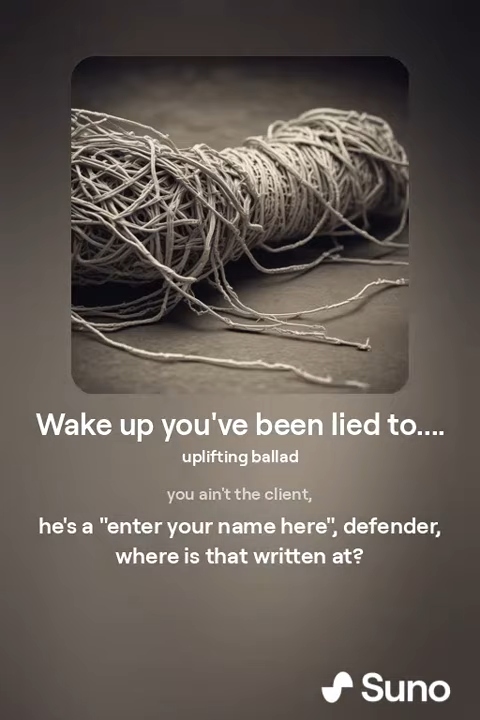 Wake up you've been lied to....
uplifting ballad
you ain't the client,
he's a "enter your name here", defender,
where is that written at?
Suno